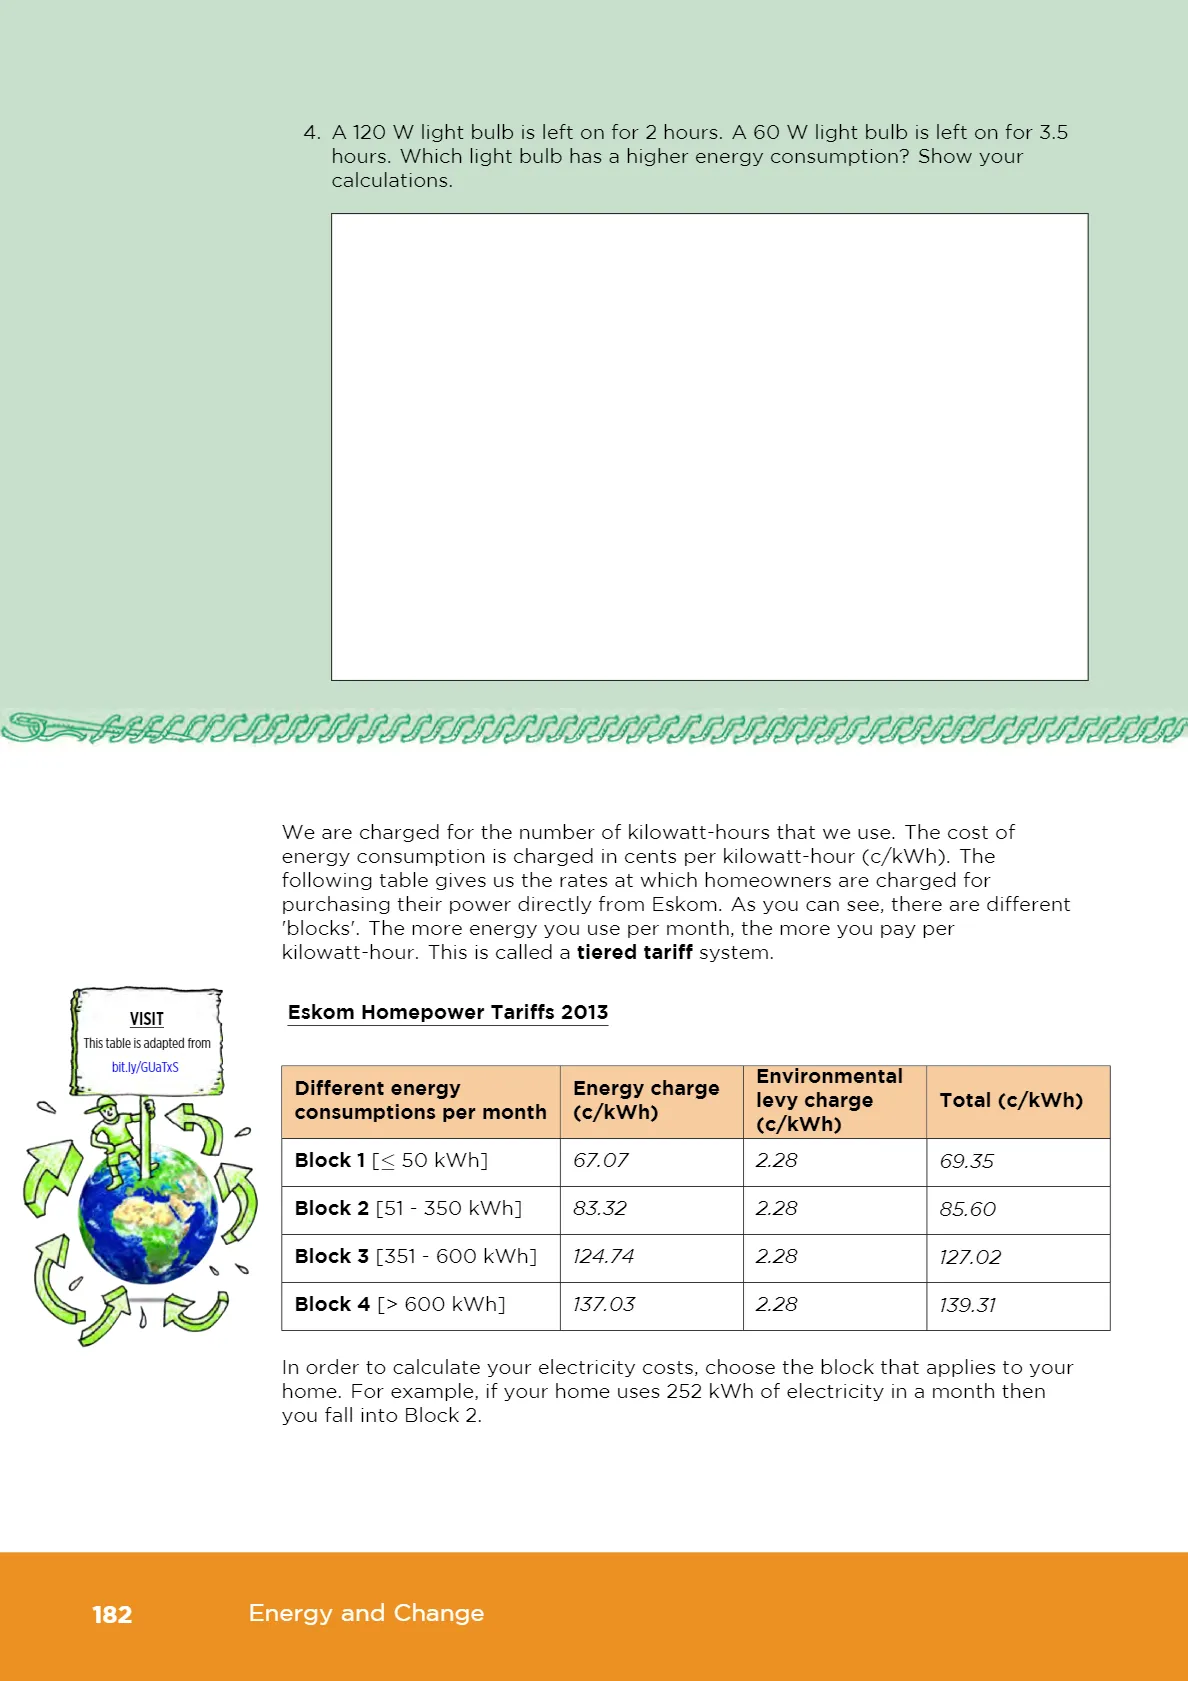 4. A 120 W light bulb is left on for 2 hours. A 60 W light bulb is left on for 3.5
hours. Which light bulb has a higher energy consumption? Show your
calculations.
We are charged for the number of kilowatt-hours that we use. The cost of
energy consumption is charged in cents per kilowatt-hour (c/kWh). The
following table gives us the rates at which homeowners are charged for
purchasing their power directly from Eskom. As you can see, there are different
'blocks'. The more energy you use per month, the more you pay per
kilowatt-hour. This is called a tiered tariff system.
VISIT
This table is adapted from
bit.ly/GUaTxS
Eskom Homepower Tariffs 2013
Different energy
consumptions per month
Energy charge
(c/kWh)
Environmental
levy charge
(c/kWh)
Total (c/kWh)
Block 1 [≤ 50 kWh] 67.07 2.28 69.35
Block 2 [51 - 350 kWh] 83.32 2.28 85.60
Block 3 [351 - 600 kWh] 124.74 2.28 127.02
Block 4 [> 600 kWh] 137.03 2.28 139.31
In order to calculate your electricity costs, choose the block that applies to your
home. For example, if your home uses 252 kWh of electricity in a month then
you fall into Block 2.
182 Energy and Change